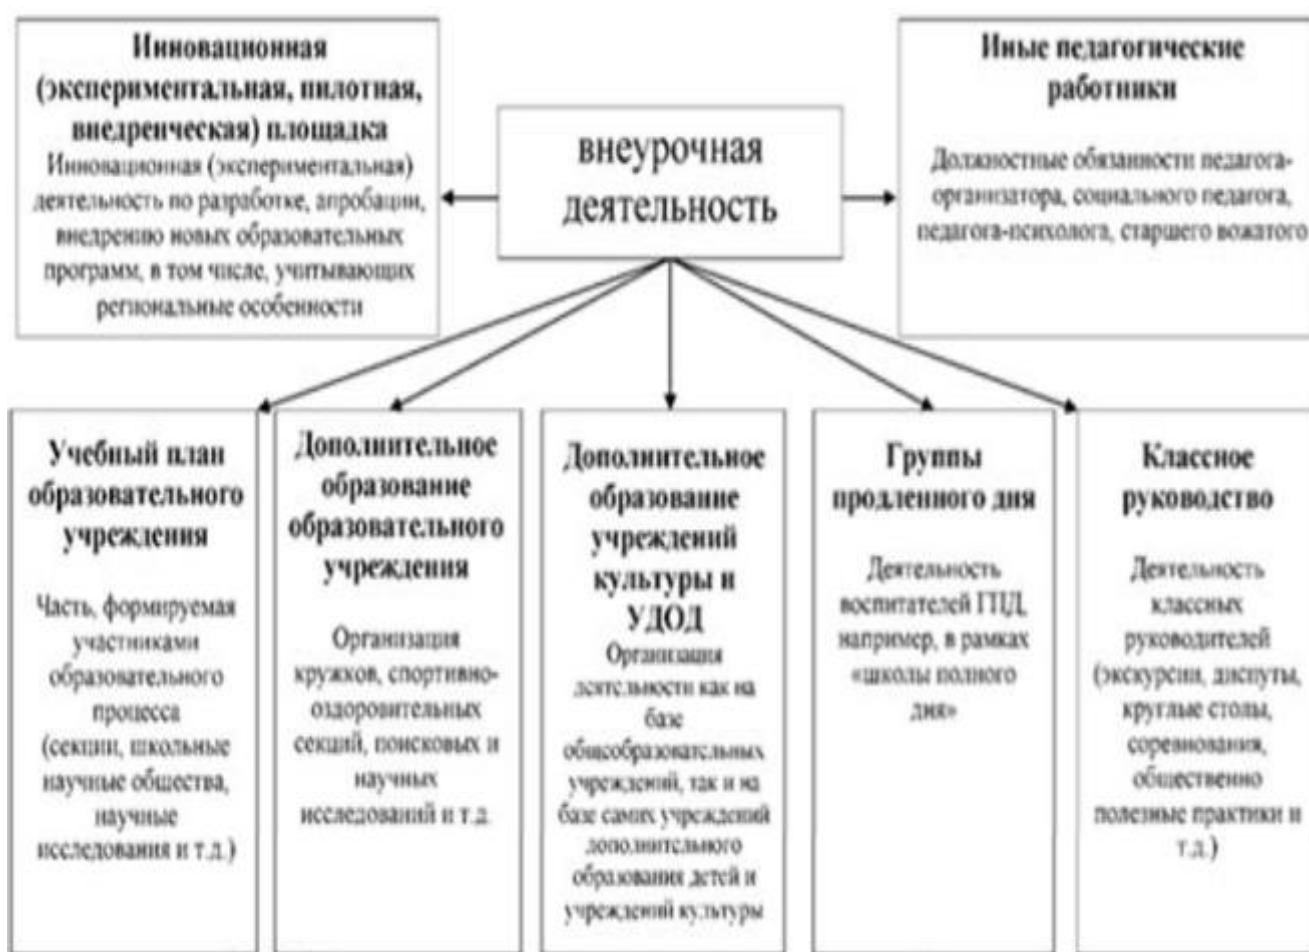 Инновационная
(экспериментальная, пилотная,
внедренческая) площадка
Инновационная (экспериментальная)
деятельность по разработке, апробации,
внедрению новых образовательных
программ, в том числе, учитывающих
региональные особенности
внеурочная
деятельность
Иные педагогические
работники
Должностные обязанности педагога-
организатора, социального педагога,
педагога-психолога, старшего вожатого
Учебный план
образовательного
учреждения
Часть, формируемая
участниками
образовательного
процесса
(секции, школьные
научные общества,
научные
исследования и т.д.)
Дополнительное
образование
образовательного
учреждения
Организация
кружков, спортивно-
оздоровительных
секций, поисковых и
научных
исследований и т.д.
Дополнительное
образование
учреждений
культуры и
УДОД
Организация
деятельности как на
базе
общеобразовательных
учреждений, так и на
базе самих учреждений
дополнительного
образования детей и
учреждений культуры
Группы
продленного дня
Деятельность
воспитателей ГПД,
например, в рамках
«школы полного
дня»
Классное
руководство
Деятельность
классных
руководителей
(экскурсии, диспуты,
круглые столы,
соревнования,
общественно
полезные практики и
т.д.)